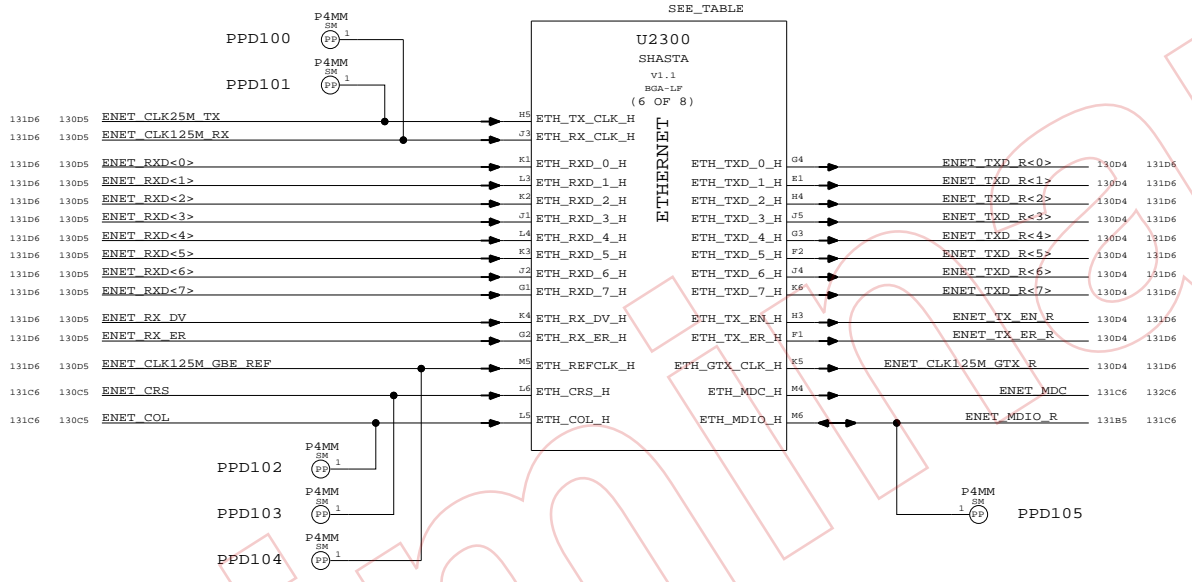 SEE_TABLE
U2300
SHASTA
V1.1
BGA-LF
(6 OF 8)
ETHERNET
P4MM
SM
PPD100 PP 1
P4MM
SM
PPD101 PP 1
131D6 130D5 ENET_CLK25M_TX H5 ETH_TX_CLK_H
131D6 130D5 ENET_CLK125M_RX J3 ETH_RX_CLK_H
131D6 130D5 ENET_RXD<0> K1 ETH_RXD_0_H ETH_TXD_0_H G4 ENET_TXD_R<0> 130D4 131D6
131D6 130D5 ENET_RXD<1> L3 ETH_RXD_1_H ETH_TXD_1_H E1 ENET_TXD_R<1> 130D4 131D6
131D6 130D5 ENET_RXD<2> K2 ETH_RXD_2_H ETH_TXD_2_H H4 ENET_TXD_R<2> 130D4 131D6
131D6 130D5 ENET_RXD<3> J1 ETH_RXD_3_H ETH_TXD_3_H J5 ENET_TXD_R<3> 130D4 131D6
131D6 130D5 ENET_RXD<4> L4 ETH_RXD_4_H ETH_TXD_4_H G3 ENET_TXD_R<4> 130D4 131D6
131D6 130D5 ENET_RXD<5> K3 ETH_RXD_5_H ETH_TXD_5_H F2 ENET_TXD_R<5> 130D4 131D6
131D6 130D5 ENET_RXD<6> J2 ETH_RXD_6_H ETH_TXD_6_H J4 ENET_TXD_R<6> 130D4 131D6
131D6 130D5 ENET_RXD<7> G1 ETH_RXD_7_H ETH_TXD_7_H K6 ENET_TXD_R<7> 130D4 131D6
131D6 130D5 ENET_RX_DV K4 ETH_RX_DV_H ETH_TX_EN_H H3 ENET_TX_EN_R 130D4 131D6
131D6 130D5 ENET_RX_ER G2 ETH_RX_ER_H ETH_TX_ER_H F1 ENET_TX_ER_R 130D4 131D6
131D6 130D5 ENET_CLK125M_GBE_REF M5 ETH_REFCLK_H ETH_GTX_CLK_H K5 ENET_CLK125M_GTX_R 130D4 131D6
131C6 130C5 ENET_CRS L6 ETH_CRS_H ETH_MDC_H M4 ENET_MDC 131C6 132C6
131C6 130C5 ENET_COL L5 ETH_COL_H ETH_MDIO_H M6 ENET_MDIO_R 131B5 131C6
P4MM
SM
PPD102 PP 1
P4MM
SM
PPD103 PP 1
P4MM
SM
PPD104 PP 1
P4MM
SM
1 PP PPD105